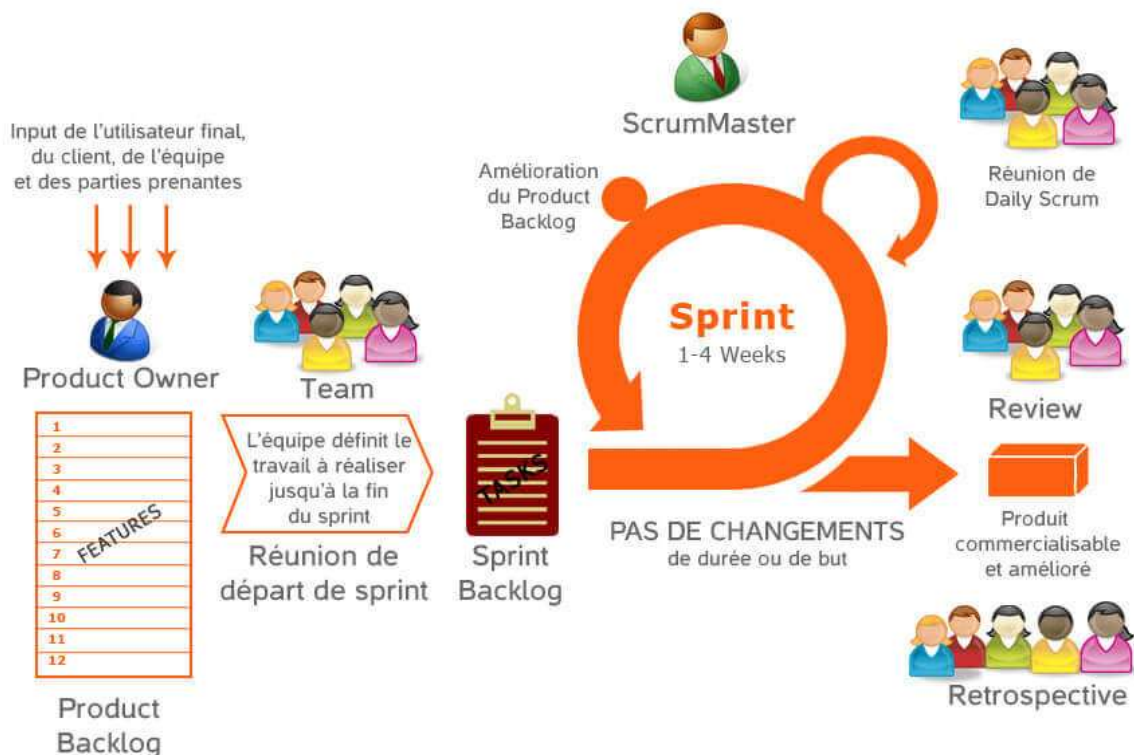 Input de l'utilisateur final,
du client, de l'équipe
et des parties prenantes
Product Owner
1
2
3
4
5
6
7
8
9
10
11
12
FEATURES
Product
Backlog
Team
L'équipe définit le
travail à réaliser
jusqu'à la fin
du sprint
Réunion de
départ de sprint
TASKS
Sprint
Backlog
ScrumMaster
Amélioration
du Product
Backlog
Sprint
1-4 Weeks
PAS DE CHANGEMENTS
de durée ou de but
Réunion de
Daily Scrum
Review
Produit
commercialisable
et amélioré
Retrospective